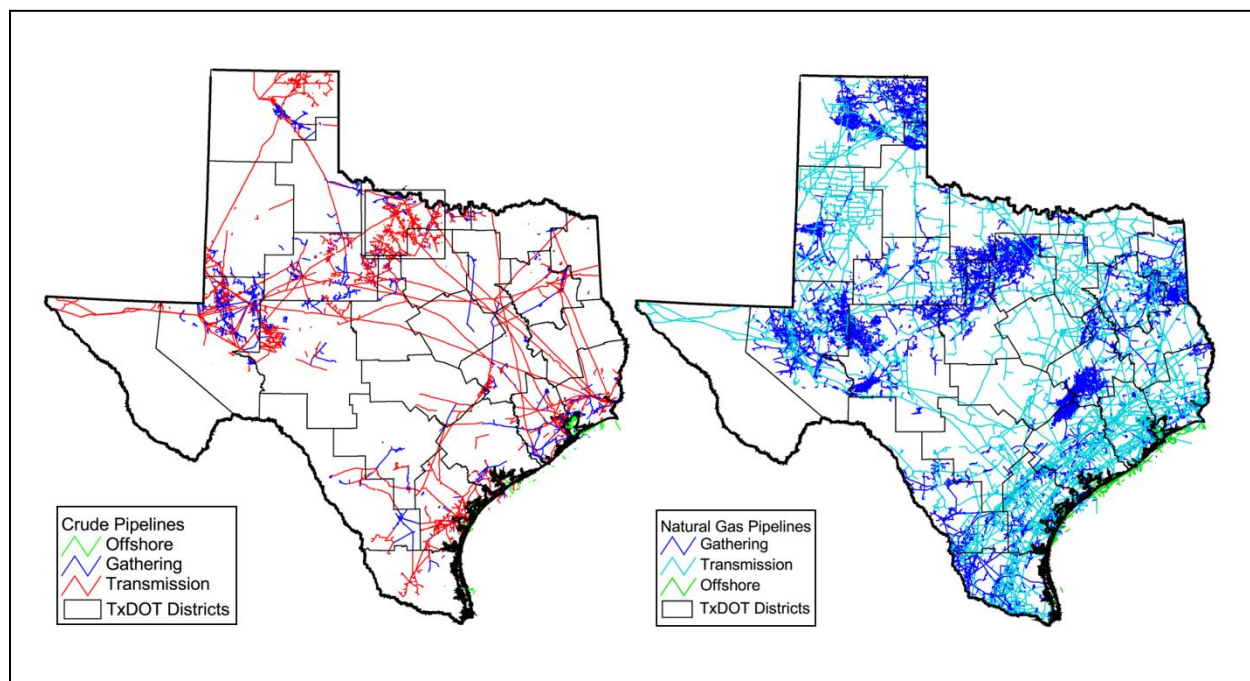 Crude Pipelines
Offshore
Gathering
Transmission
TxDOT Districts
Natural Gas Pipelines
Gathering
Transmission
Offshore
TxDOT Districts